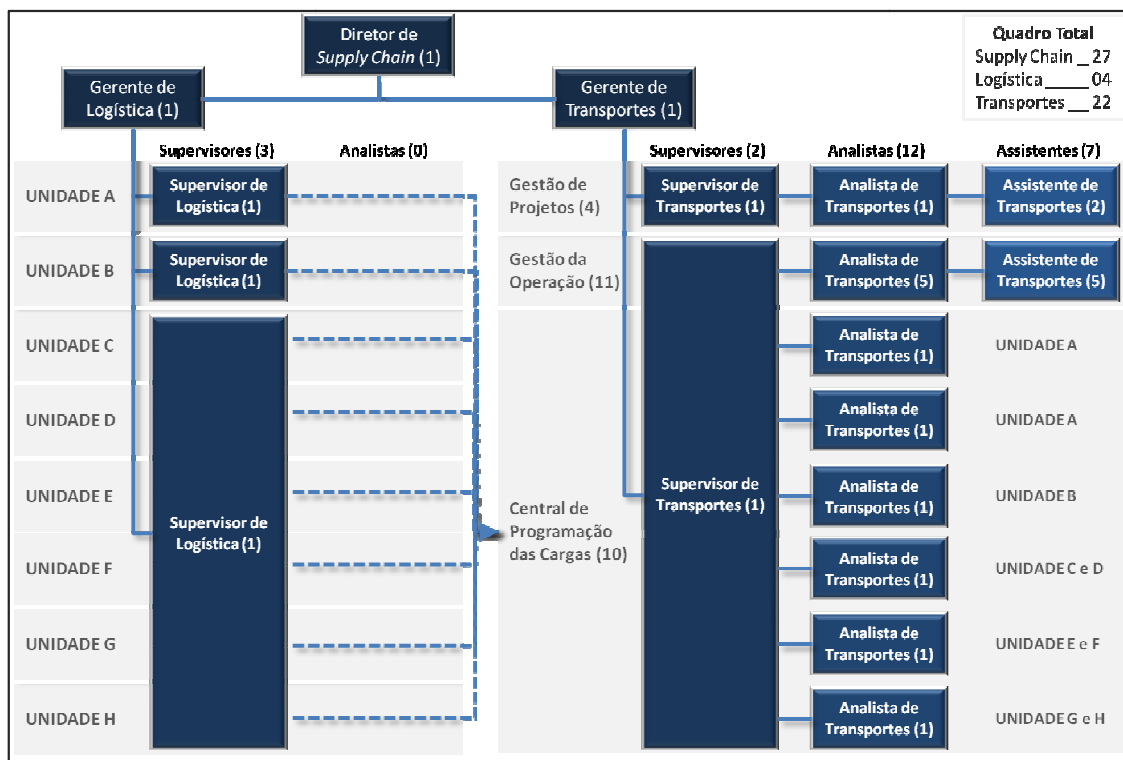 Diretor de
Supply Chain (1)
Quadro Total
Supply Chain __ 27
Logística _____ 04
Transportes __ 22
Gerente de
Logística (1)
Gerente de
Transportes (1)
Supervisores (3)
Analistas (0)
Supervisores (2)
Analistas (12)
Assistentes (7)
UNIDADE A
Supervisor de
Logística (1)
Gestão de
Projetos (4)
Supervisor de
Transportes (1)
Analista de
Transportes (1)
Assistente de
Transportes (2)
UNIDADE B
Supervisor de
Logística (1)
Gestão da
Operação (11)
Analista de
Transportes (5)
Assistente de
Transportes (5)
UNIDADE C
Analista de
Transportes (1)
UNIDADE A
UNIDADE D
Analista de
Transportes (1)
UNIDADE A
UNIDADE E
Supervisor de
Logística (1)
Central de
Programação
das Cargas (10)
Supervisor de
Transportes (1)
Analista de
Transportes (1)
UNIDADE B
UNIDADE F
Analista de
Transportes (1)
UNIDADE C e D
UNIDADE G
Analista de
Transportes (1)
UNIDADE E e F
UNIDADE H
Analista de
Transportes (1)
UNIDADE G e H